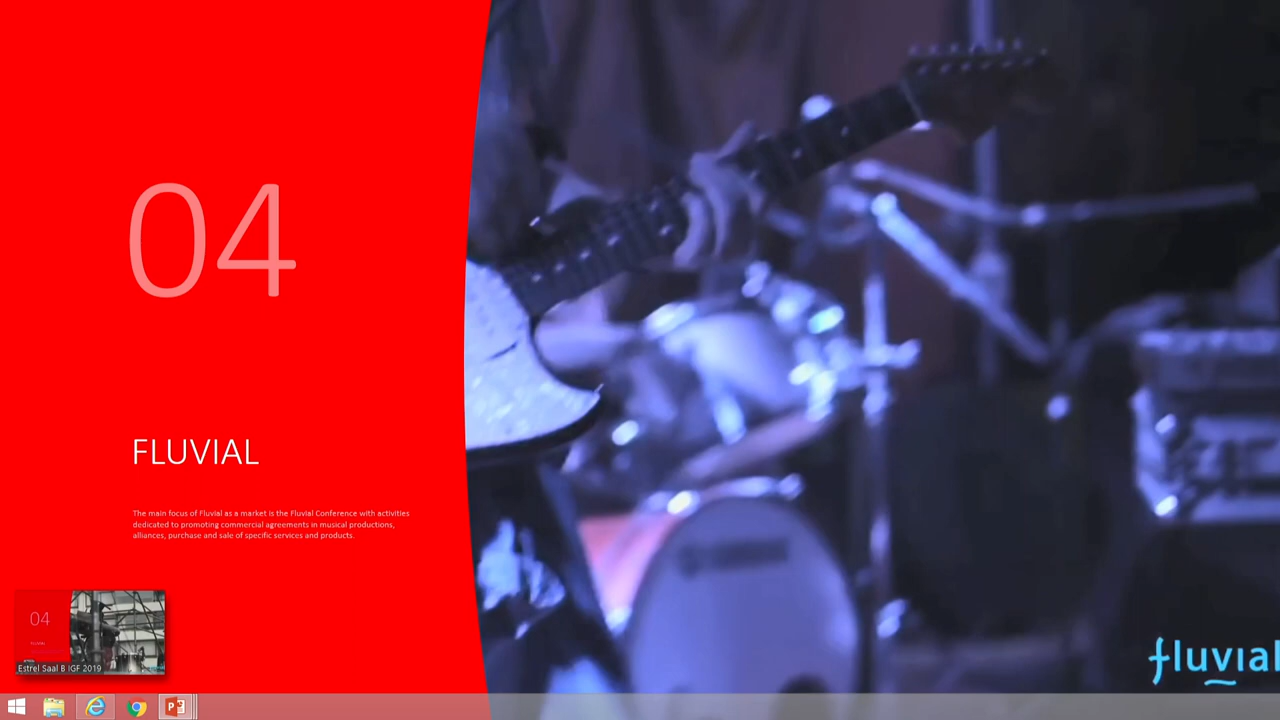 04
FLUVIAL
The main focus of Fluvial as a market is the Fluvial Conference with activities
dedicated to promoting commercial agreements in musical productions,
alliances, purchase and sale of specific services and products.
04
Estrel Saal B IGF 2019
fluvial